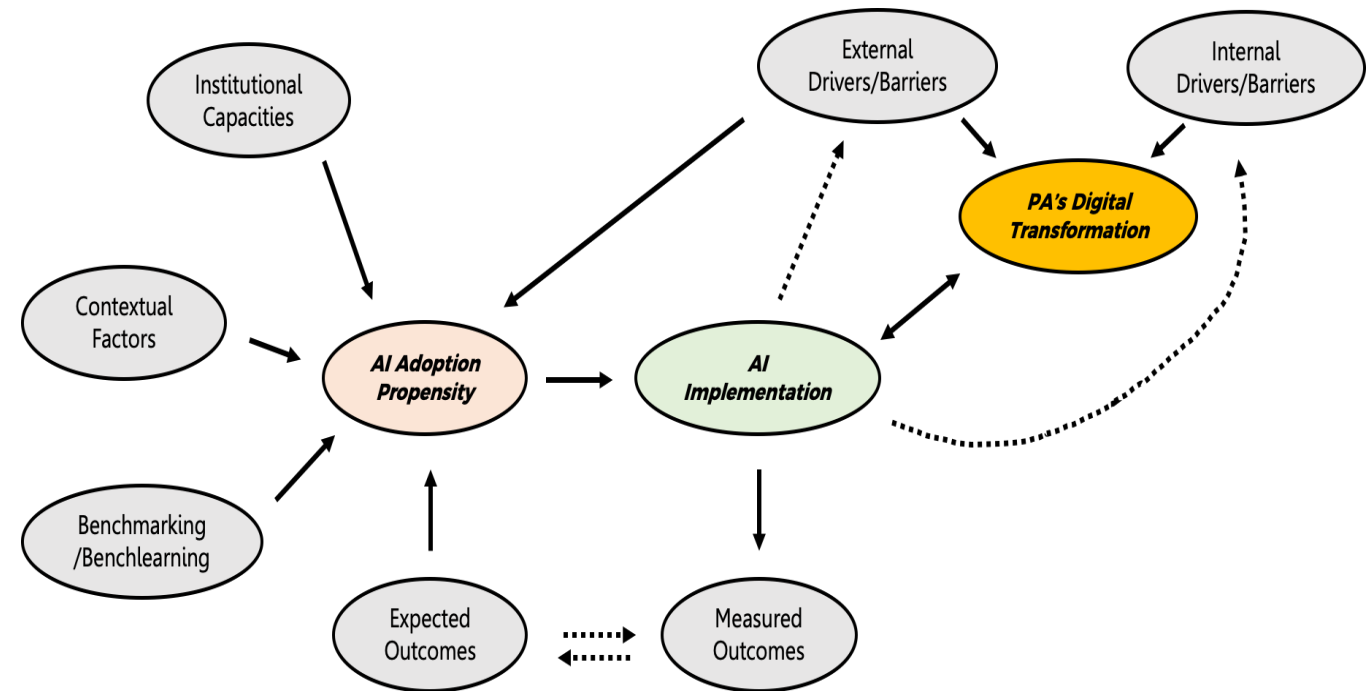 External
Drivers/Barriers
Internal
Drivers/Barriers
Institutional
Capacities
PA's Digital
Transformation
Contextual
Factors
AI Adoption
Propensity
AI
Implementation
Benchmarking
/Benchlearning
Expected
Outcomes
Measured
Outcomes